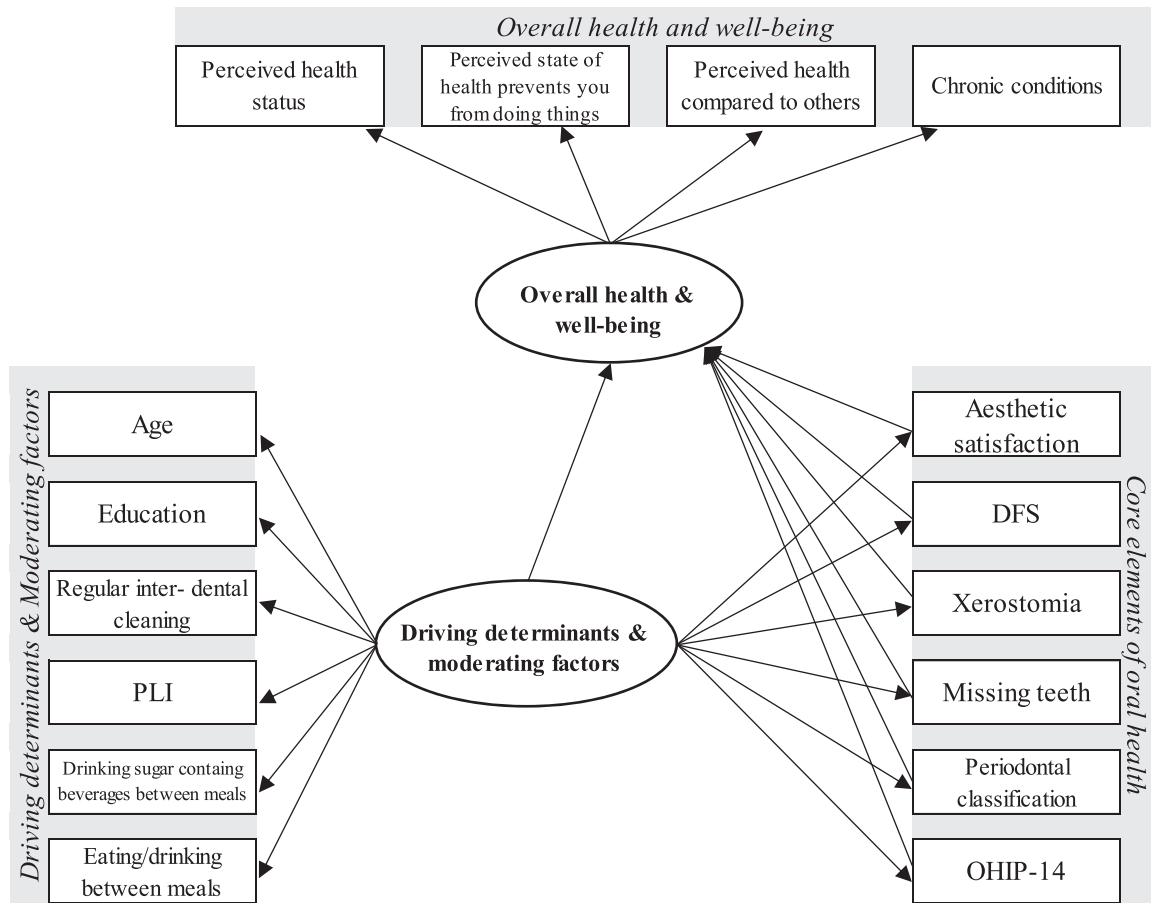 Overall health and well-being
Perceived health
status
Perceived state of
health prevents you
from doing things
Perceived health
compared to others
Chronic conditions
Overall health &
well-being
Driving determinants & Moderating factors
Age
Education
Regular inter- dental
cleaning
PLI
Drinking sugar containg
beverages between meals
Eating/drinking
between meals
Driving determinants &
moderating factors
Aesthetic
satisfaction
DFS
Xerostomia
Missing teeth
Periodontal
classification
OHIP-14
Core elements of oral health